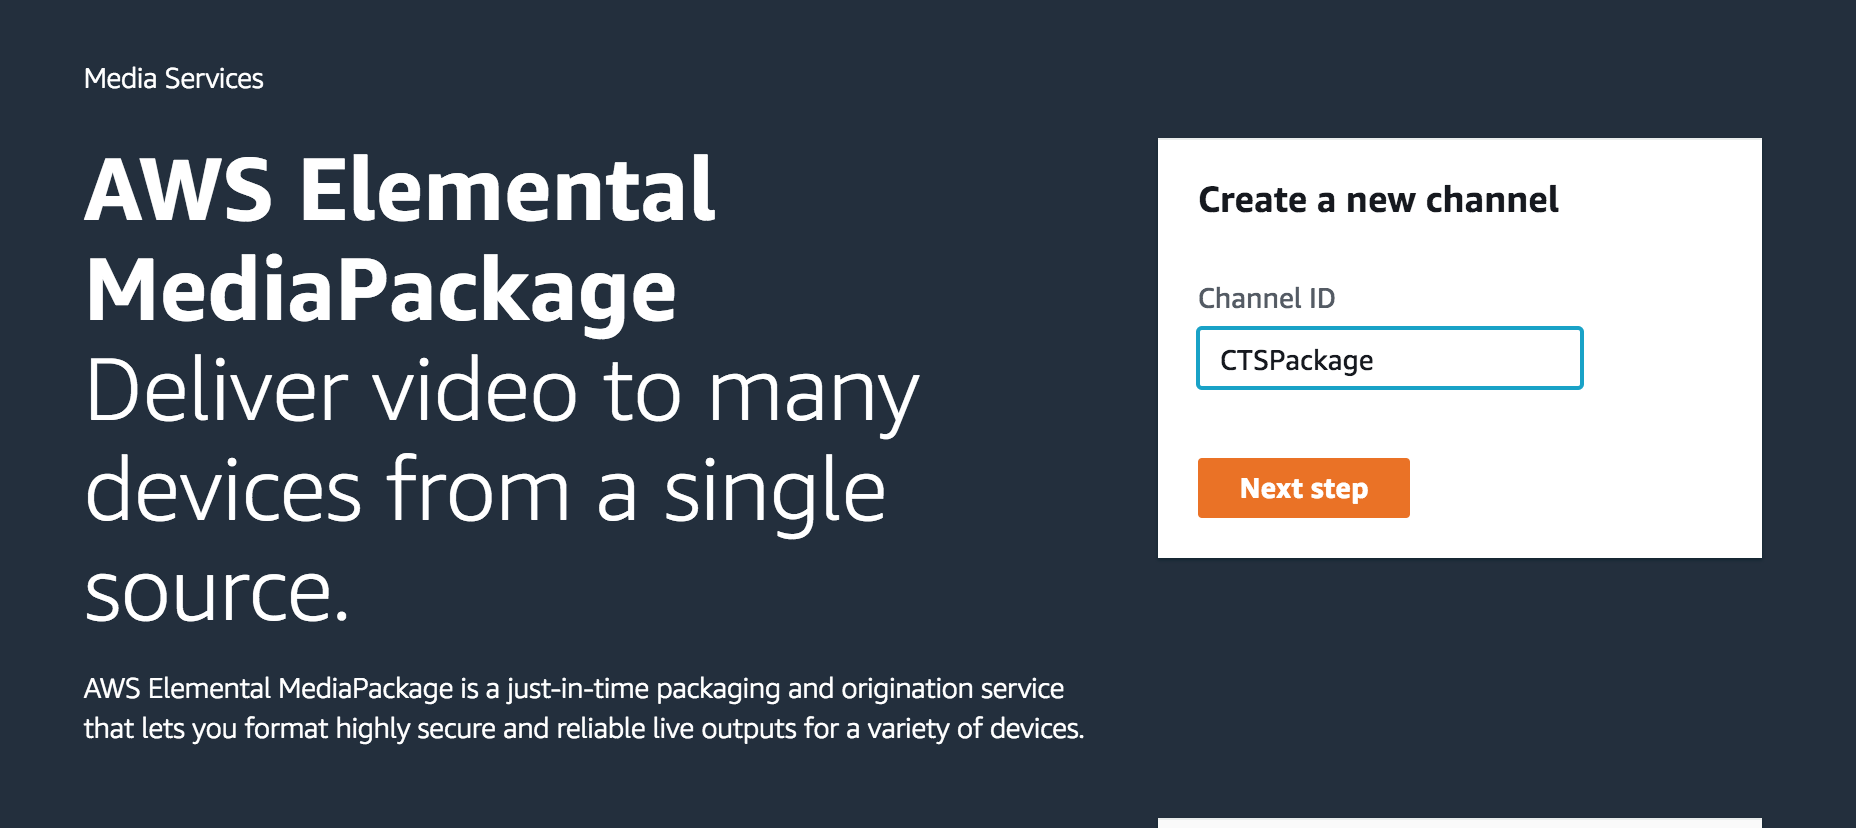 Media Services
AWS Elemental
MediaPackage
Deliver video to many
devices from a single
source.
AWS Elemental MediaPackage is a just-in-time packaging and origination service
that lets you format highly secure and reliable live outputs for a variety of devices.
Create a new channel
Channel ID
CTSPackage
Next step